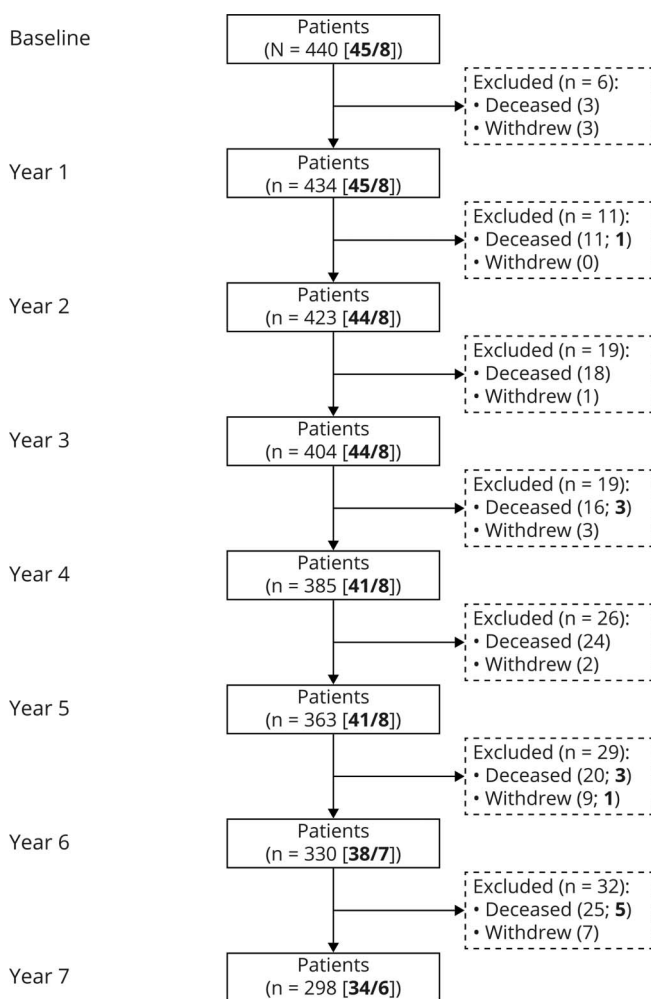 Baseline
Patients
(N = 440 [45/8])
Excluded (n = 6):
• Deceased (3)
• Withdrew (3)
Year 1
Patients
(n = 434 [45/8])
Excluded (n = 11):
• Deceased (11; 1)
• Withdrew (0)
Year 2
Patients
(n = 423 [44/8])
Excluded (n = 19):
• Deceased (18)
• Withdrew (1)
Year 3
Patients
(n = 404 [44/8])
Excluded (n = 19):
• Deceased (16; 3)
• Withdrew (3)
Year 4
Patients
(n = 385 [41/8])
Excluded (n = 26):
• Deceased (24)
• Withdrew (2)
Year 5
Patients
(n = 363 [41/8])
Excluded (n = 29):
• Deceased (20; 3)
• Withdrew (9; 1)
Year 6
Patients
(n = 330 [38/7])
Excluded (n = 32):
• Deceased (25; 5)
• Withdrew (7)
Year 7
Patients
(n = 298 [34/6])